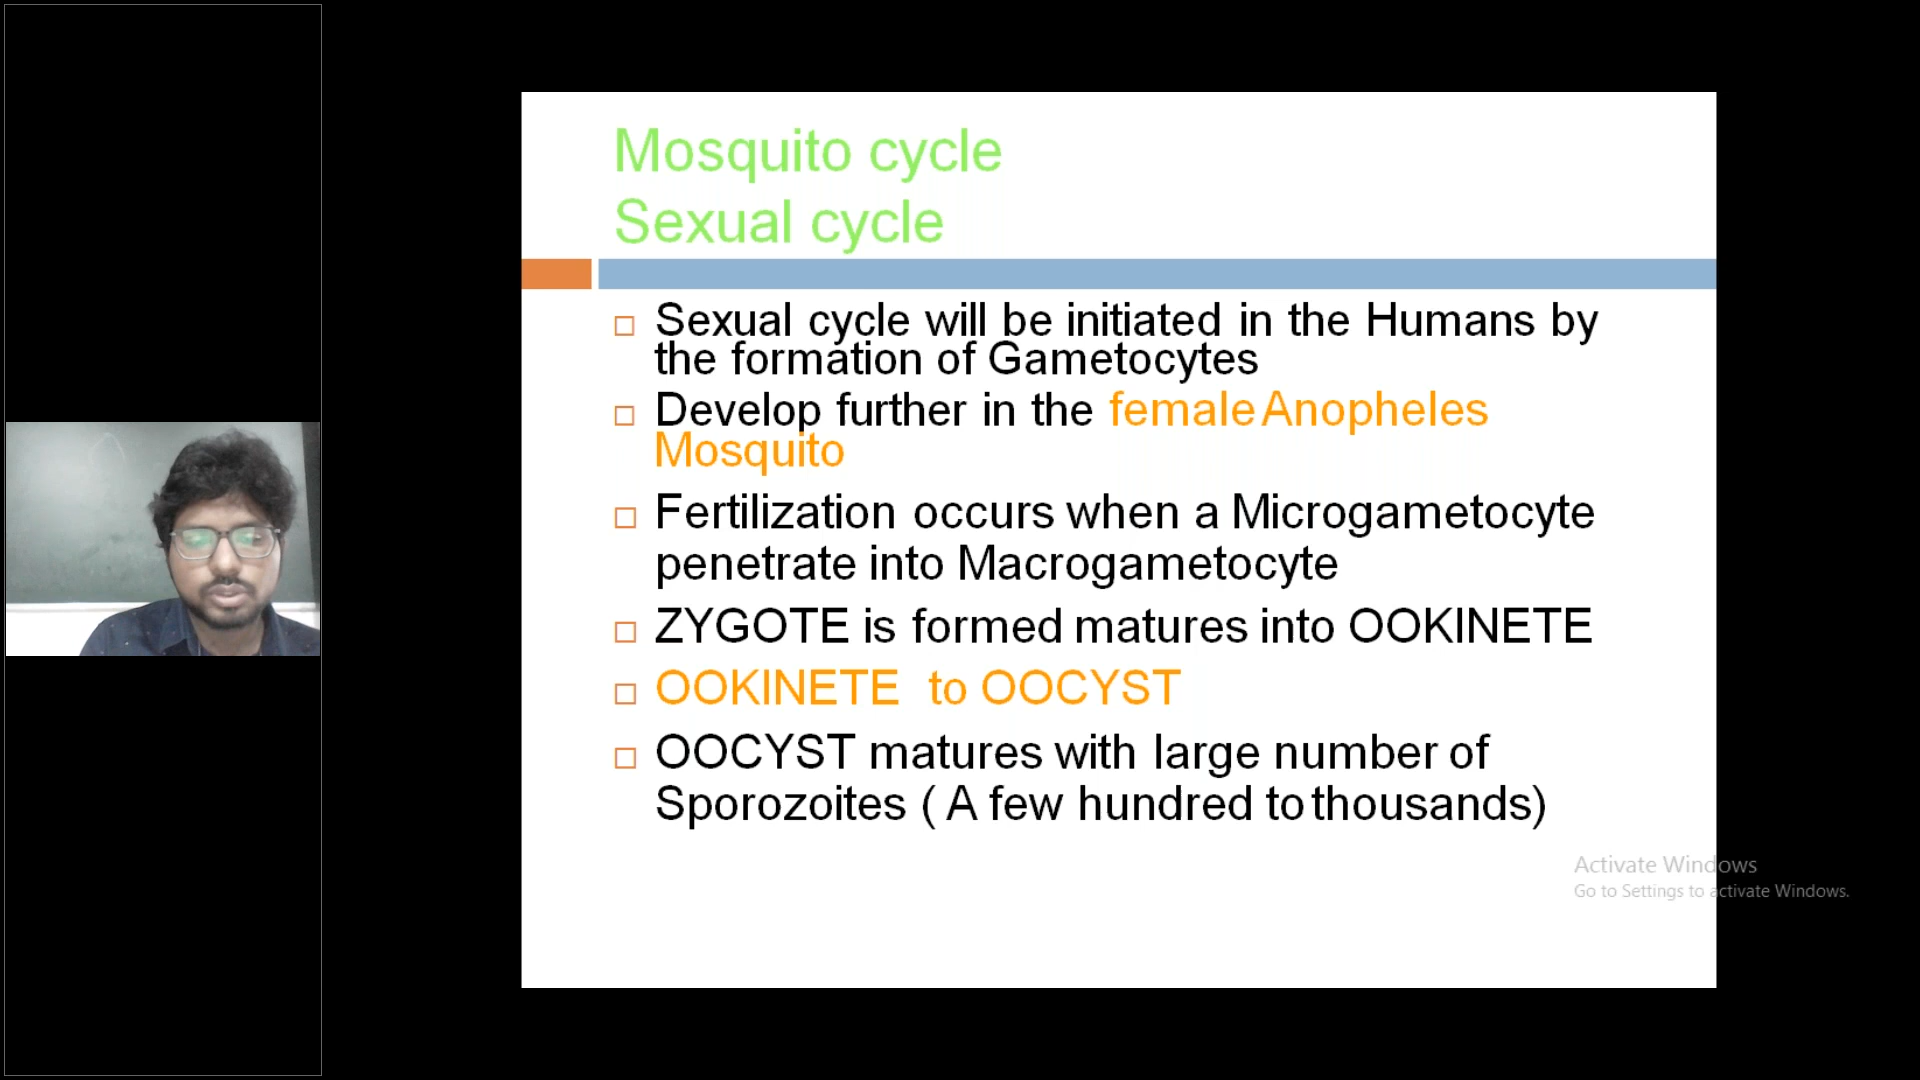 Mosquito cycle
Sexual cycle
Sexual cycle will be initiated in the Humans by
the formation of Gametocytes
Develop further in the female Anopheles
Mosquito
Fertilization occurs when a Microgametocyte
penetrate into Macrogametocyte
ZYGOTE is formed matures into OOKINETE
OOKINETE to OOCYST
OOCYST matures with large number of
Sporozoites ( A few hundred to thousands)
Activate Windows
Go to Settings to activate Windows.